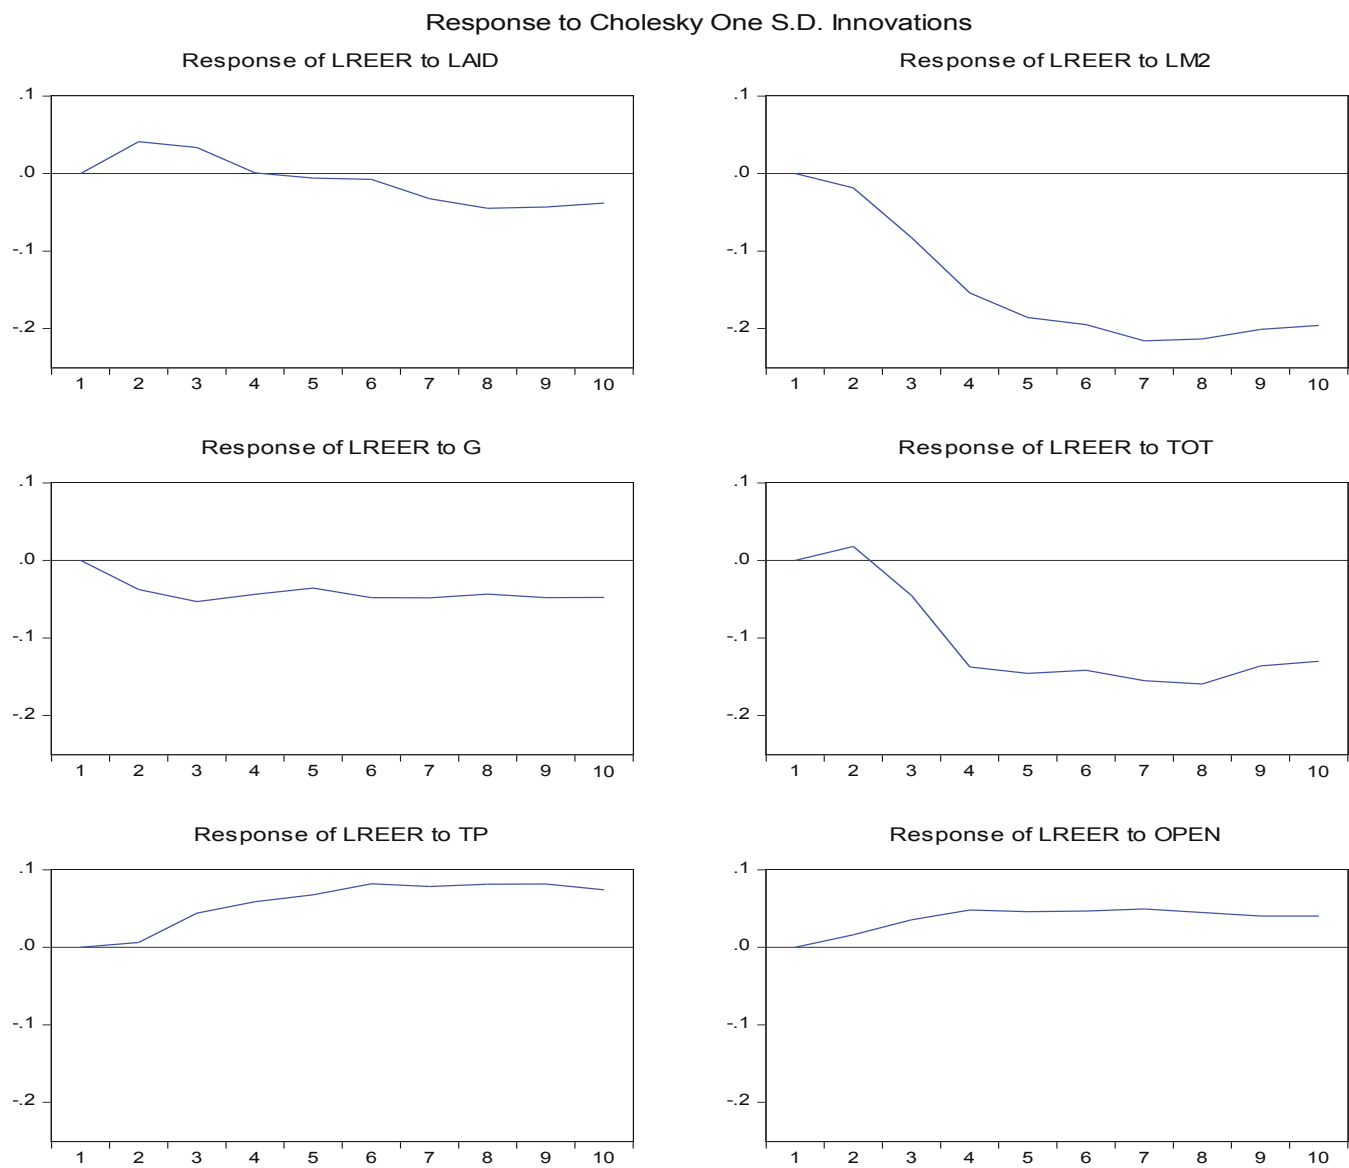 Response to Cholesky One S.D. Innovations
Response of LREER to LAID
.1
.0
-.1
-.2
1 2 3 4 5 6 7 8 9 10
Response of LREER to LM2
.1
.0
-.1
-.2
1 2 3 4 5 6 7 8 9 10
Response of LREER to G
.1
.0
-.1
-.2
1 2 3 4 5 6 7 8 9 10
Response of LREER to TOT
.1
.0
-.1
-.2
1 2 3 4 5 6 7 8 9 10
Response of LREER to TP
.1
.0
-.1
-.2
1 2 3 4 5 6 7 8 9 10
Response of LREER to OPEN
.1
.0
-.1
-.2
1 2 3 4 5 6 7 8 9 10